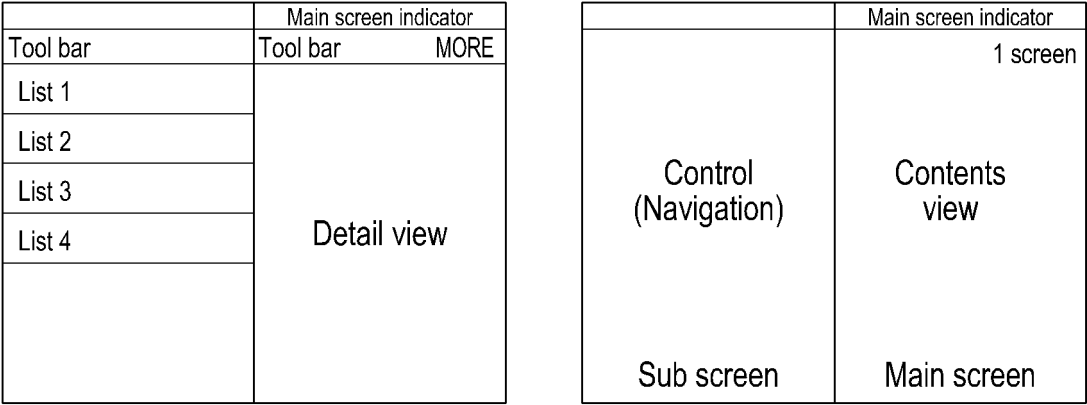 Main screen indicator
Tool bar
Tool bar MORE
List 1
List 2
List 3
List 4
Detail view
Main screen indicator
1 screen
Control
(Navigation)
Contents
view
Sub screen
Main screen